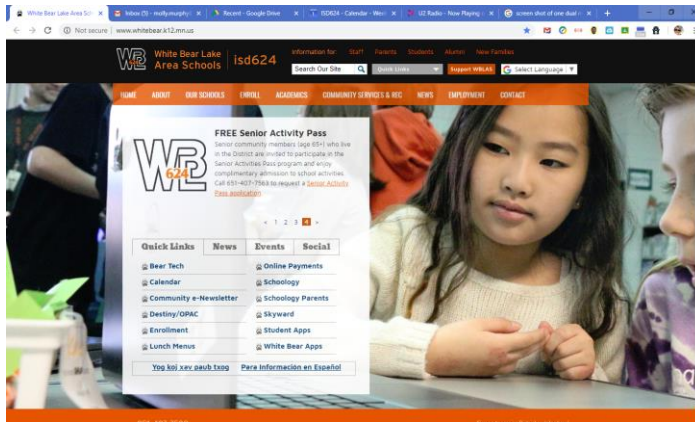 White Bear Lake Area Sch
Inbox (5) - molly.murphy
Recent - Google Drive
ISD624 - Calendar - Wee
U2 Radio - Now Playing
screen shot of one dual
Not secure | www.whitebear.k12.mn.us
White Bear Lake
Area Schools
isd624
Information for: Staff Parents Students Alumni New Families
Search Our Site
Quick Links
Support WBLAS
Select Language
HOME ABOUT OUR SCHOOLS ENROLL ACADEMICS COMMUNITY SERVICES & REC NEWS EMPLOYMENT CONTACT
WBL
624
FREE Senior Activity Pass
Senior community members (age 65+) who live
in the District are invited to participate in the
Senior Activities Pass program and enjoy
complimentary admission to school activities.
Call 651-407-7563 to request a Senior Activity
Pass application.
« 1 2 3 4 »
Quick Links News Events Social
Bear Tech
Calendar
Community e-Newsletter
Destiny/OPAC
Enrollment
Lunch Menus
Online Payments
Schoology
Schoology Parents
Skyward
Student Apps
White Bear Apps
Yog koj xav paub txog Para Información en Español